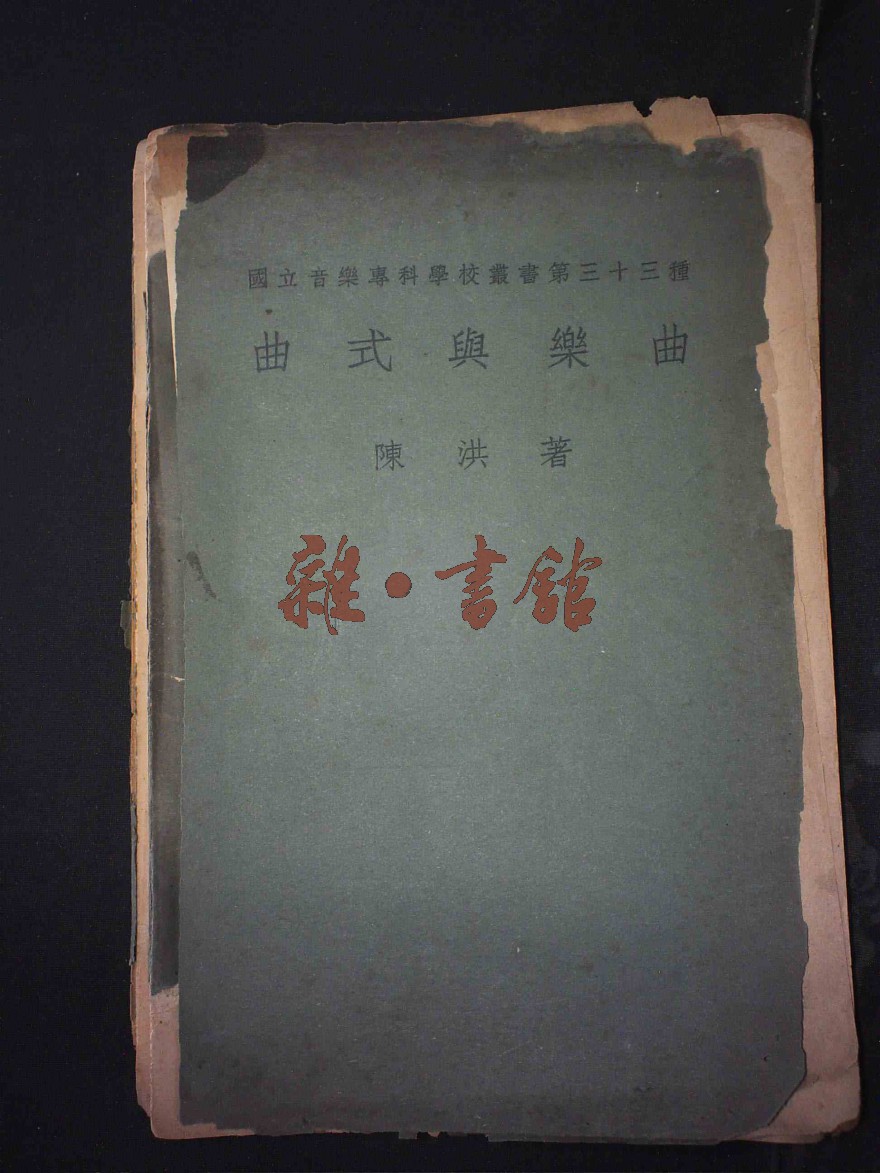 國立音樂專科學校叢書第三十三種
曲式與樂曲
陳洪著
雜·書館